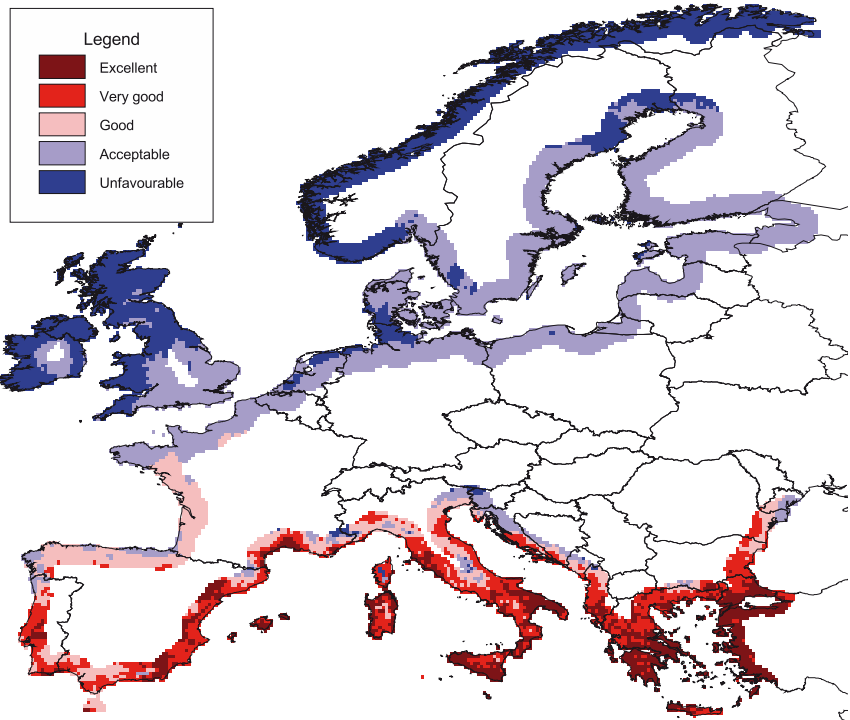 Legend
Excellent
Very good
Good
Acceptable
Unfavourable